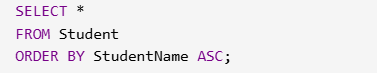 SELECT *
FROM Student
ORDER BY StudentName ASC;